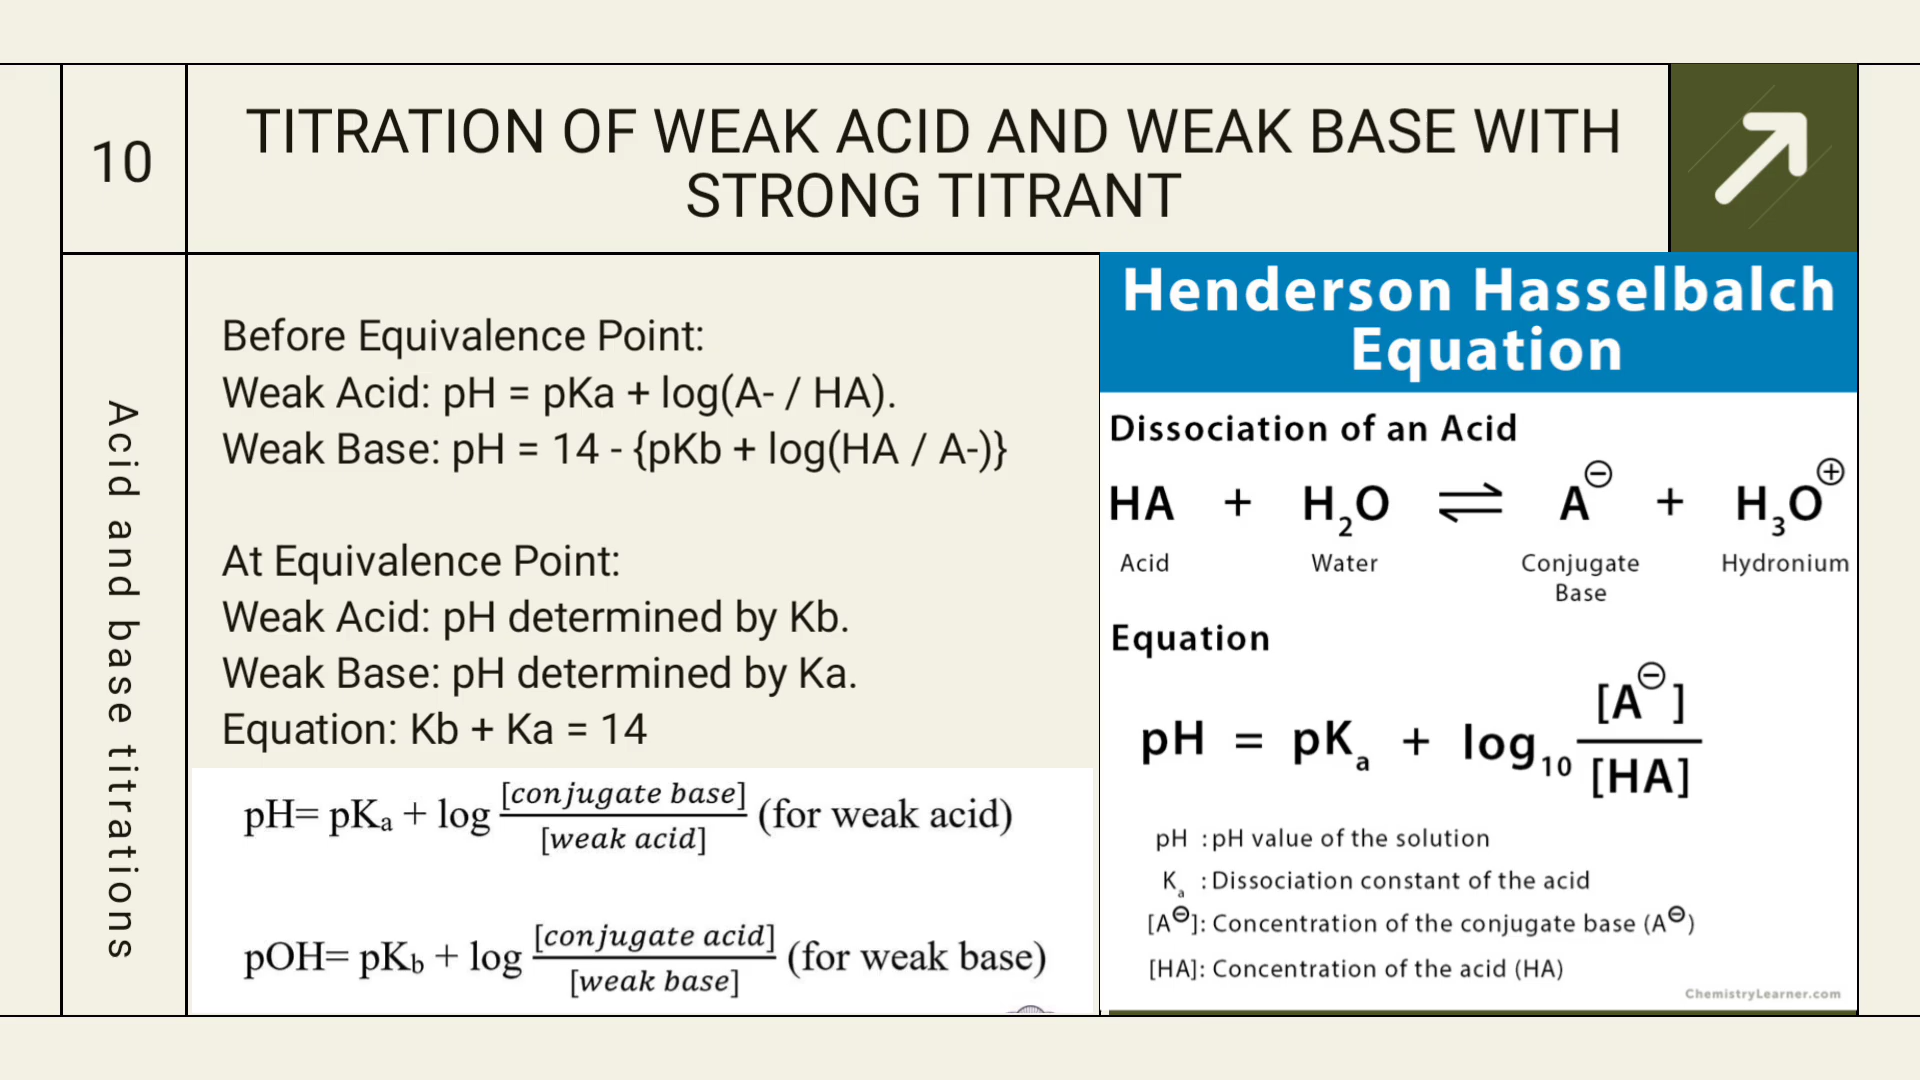 10
TITRATION OF WEAK ACID AND WEAK BASE WITH
STRONG TITRANT
Acid and base titrations
Before Equivalence Point:
Weak Acid: pH = pKa + log(A- / HA).
Weak Base: pH = 14 - {pKb + log(HA / A-)}
At Equivalence Point:
Weak Acid: pH determined by Kb.
Weak Base: pH determined by Ka.
Equation: Kb + Ka = 14
pH= pKa + log [conjugate base] / [weak acid] (for weak acid)
pOH= pKb + log [conjugate acid] / [weak base] (for weak base)
Henderson Hasselbalch
Equation
Dissociation of an Acid
HA + H₂O ⇌ A⊖ + H₃O⊕
Acid Water Conjugate Base Hydronium
Equation
pH = pKₐ + log₁₀ [A⊖] / [HA]
pH : pH value of the solution
Kₐ : Dissociation constant of the acid
[A⊖]: Concentration of the conjugate base (A⊖)
[HA]: Concentration of the acid (HA)
ChemistryLearner.com